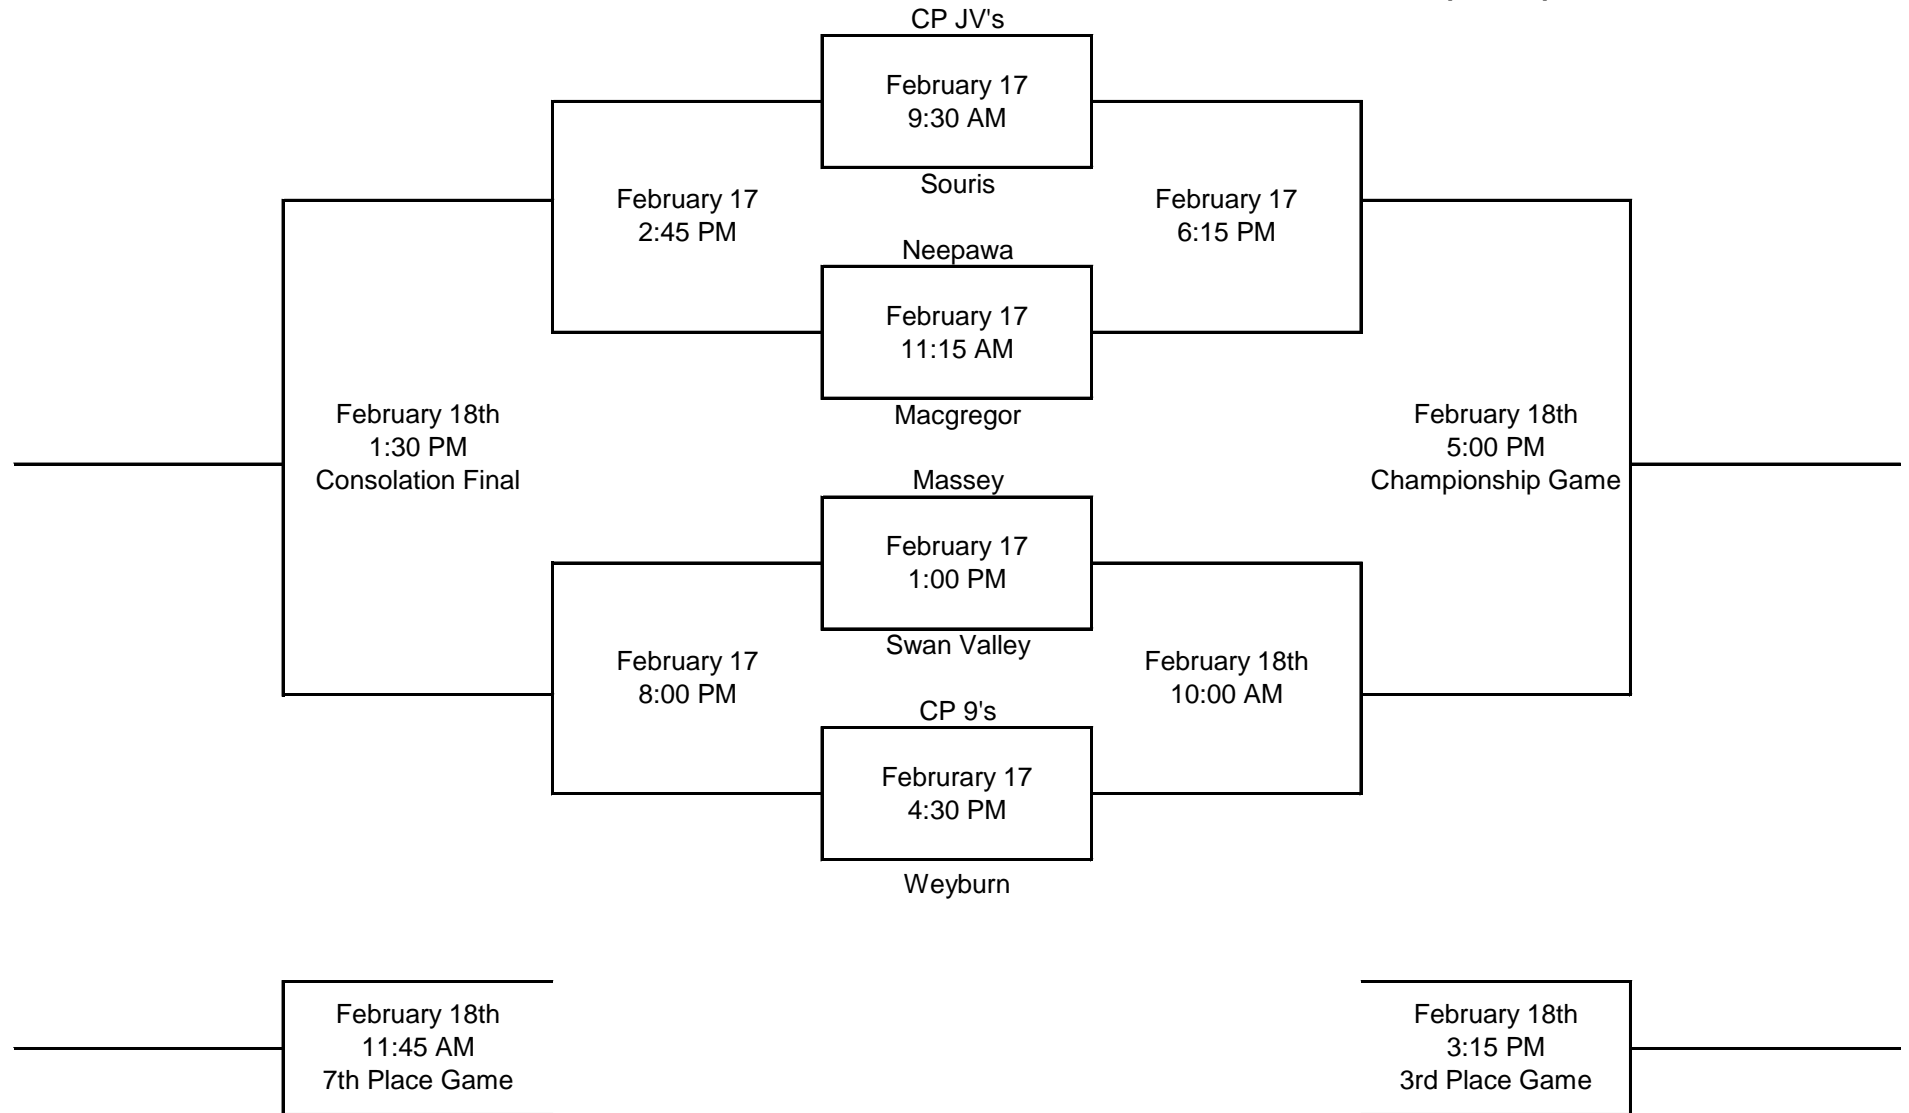 CP JV's
February 17
9:30 AM
Souris
February 17
2:45 PM
February 17
6:15 PM
Neepawa
February 17
11:15 AM
Macgregor
February 18th
1:30 PM
Consolation Final
February 18th
5:00 PM
Championship Game
Massey
February 17
1:00 PM
Swan Valley
February 17
8:00 PM
February 18th
10:00 AM
CP 9's
Februrary 17
4:30 PM
Weyburn
February 18th
11:45 AM
7th Place Game
February 18th
3:15 PM
3rd Place Game